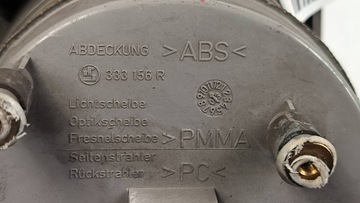 ABDECKUNG >ABS<
333 156 R
Lichtscheibe
Optikscheibe
Fresnelscheibe >PMMA
Seitenstrahler
Rückstrahler >PC<